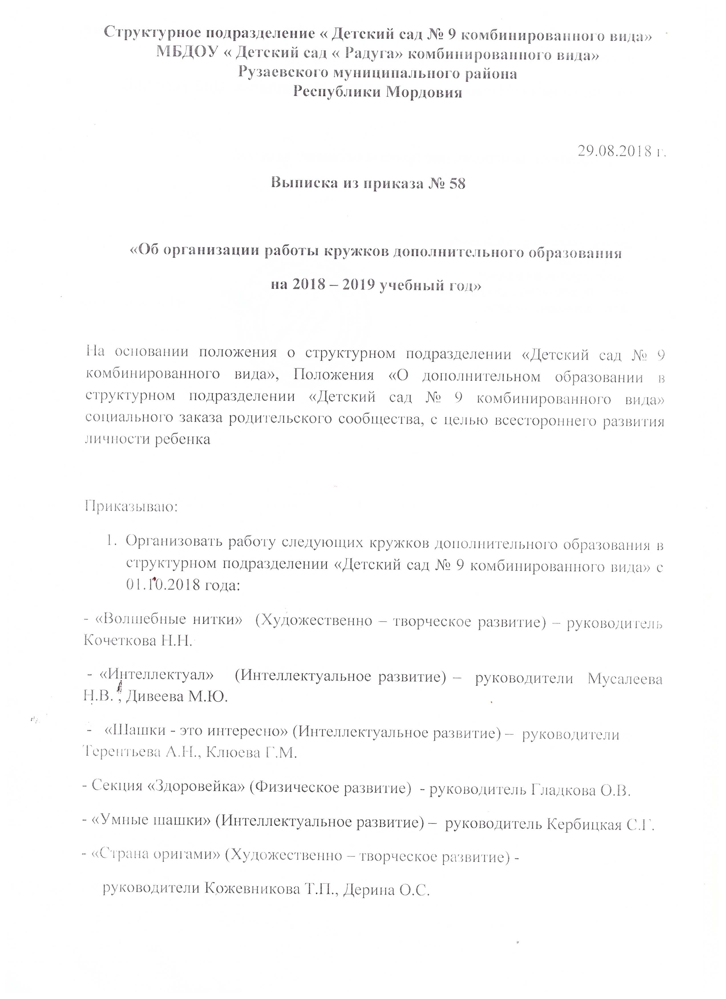 Структурное подразделение « Детский сад № 9 комбинированного вида»
МБДОУ « Детский сад « Радуга» комбинированного вида»
Рузаевского муниципального района
Республики Мордовия
29.08.2018 г.
Выписка из приказа № 58
«Об организации работы кружков дополнительного образования
на 2018 – 2019 учебный год»
На основании положения о структурном подразделении «Детский сад № 9
комбинированного вида», Положения «О дополнительном образовании в
структурном подразделении «Детский сад № 9 комбинированного вида»
социального заказа родительского сообщества, с целью всестороннего развития
личности ребенка
Приказываю:
1. Организовать работу следующих кружков дополнительного образования в
структурном подразделении «Детский сад № 9 комбинированного вида» с
01.10.2018 года:
- «Волшебные нитки» (Художественно – творческое развитие) – руководитель
Кочеткова Н.Н.
- «Интеллектуал» (Интеллектуальное развитие) – руководители Мусалеева
Н.В. , Дивеева М.Ю.
- «Шашки - это интересно» (Интеллектуальное развитие) – руководители
Терентьева А.Н., Клюева Г.М.
- Секция «Здоровейка» (Физическое развитие) - руководитель Гладкова О.В.
- «Умные шашки» (Интеллектуальное развитие) – руководитель Кербицкая С.Г.
- «Страна оригами» (Художественно – творческое развитие) -
руководители Кожевникова Т.П., Дерина О.С.